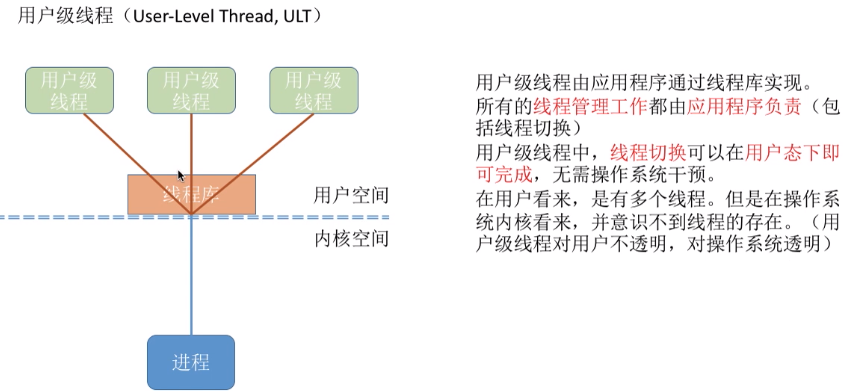 用户级线程（User-Level Thread, ULT）
用户级
线程
用户级
线程
用户级
线程
线程库
用户空间
内核空间
进程
用户级线程由应用程序通过线程库实现。
所有的线程管理工作都由应用程序负责（包
括线程切换）
用户级线程中，线程切换可以在用户态下即
可完成，无需操作系统干预。
在用户看来，是有多个线程。但是在操作系
统内核看来，并意识不到线程的存在。（用
户级线程对用户不透明，对操作系统透明）